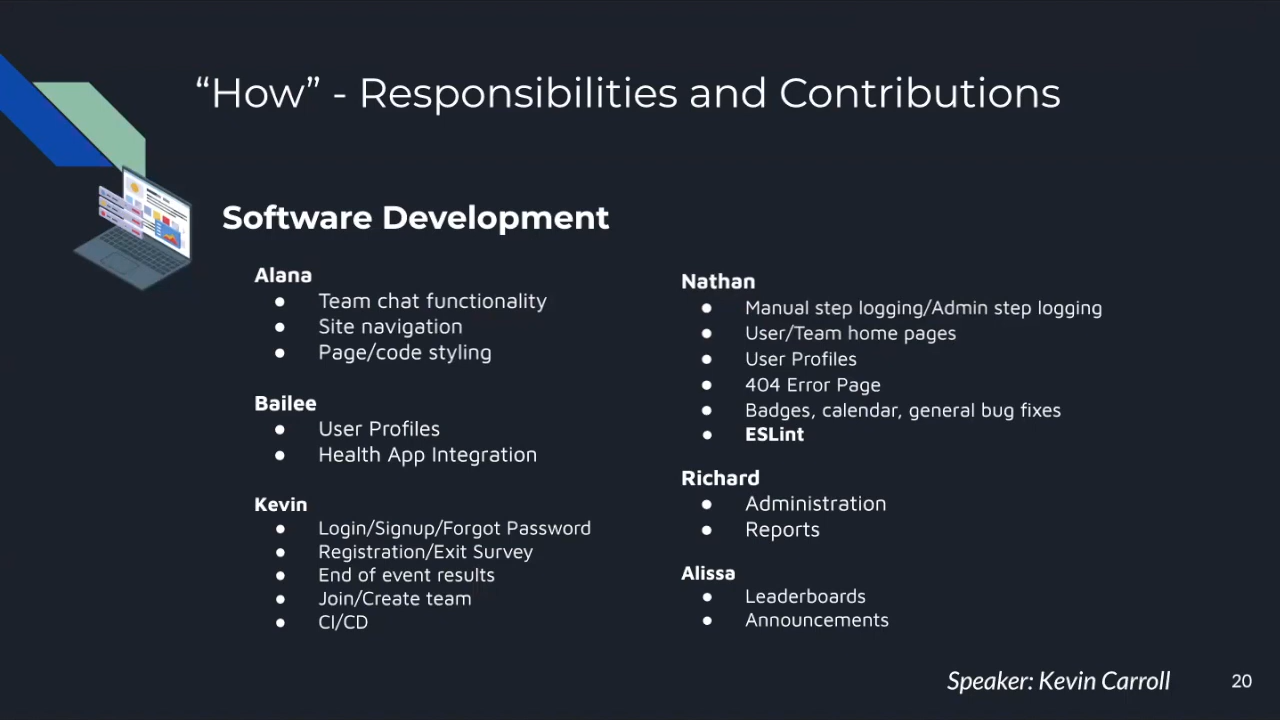 “How” - Responsibilities and Contributions
Software Development
Alana
● Team chat functionality
● Site navigation
● Page/code styling
Bailee
● User Profiles
● Health App Integration
Kevin
● Login/Signup/Forgot Password
● Registration/Exit Survey
● End of event results
● Join/Create team
● CI/CD
Nathan
● Manual step logging/Admin step logging
● User/Team home pages
● User Profiles
● 404 Error Page
● Badges, calendar, general bug fixes
● ESLint
Richard
● Administration
● Reports
Alissa
● Leaderboards
● Announcements
Speaker: Kevin Carroll
20